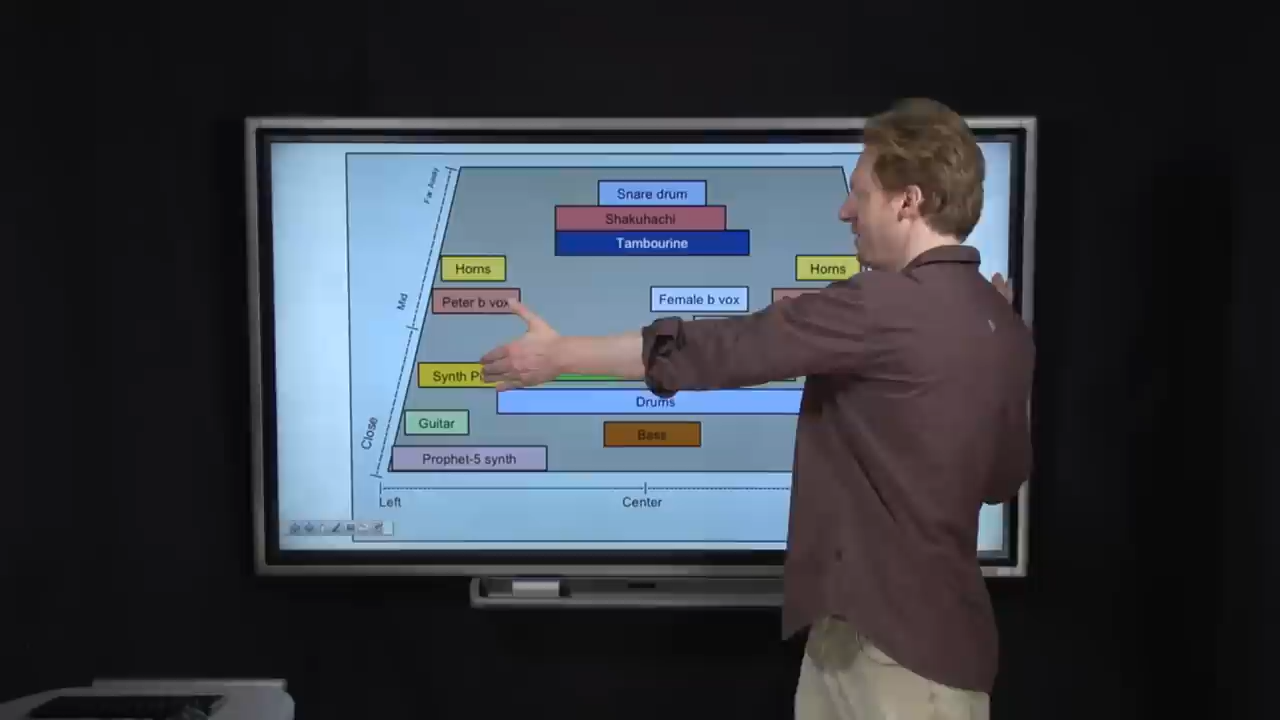 Far Away
Snare drum
Shakuhachi
Tambourine
Horns
Horns
Mid
Peter b vox
Female b vox
Synth
Drums
Close
Guitar
Bass
Prophet-5 synth
Left
Center